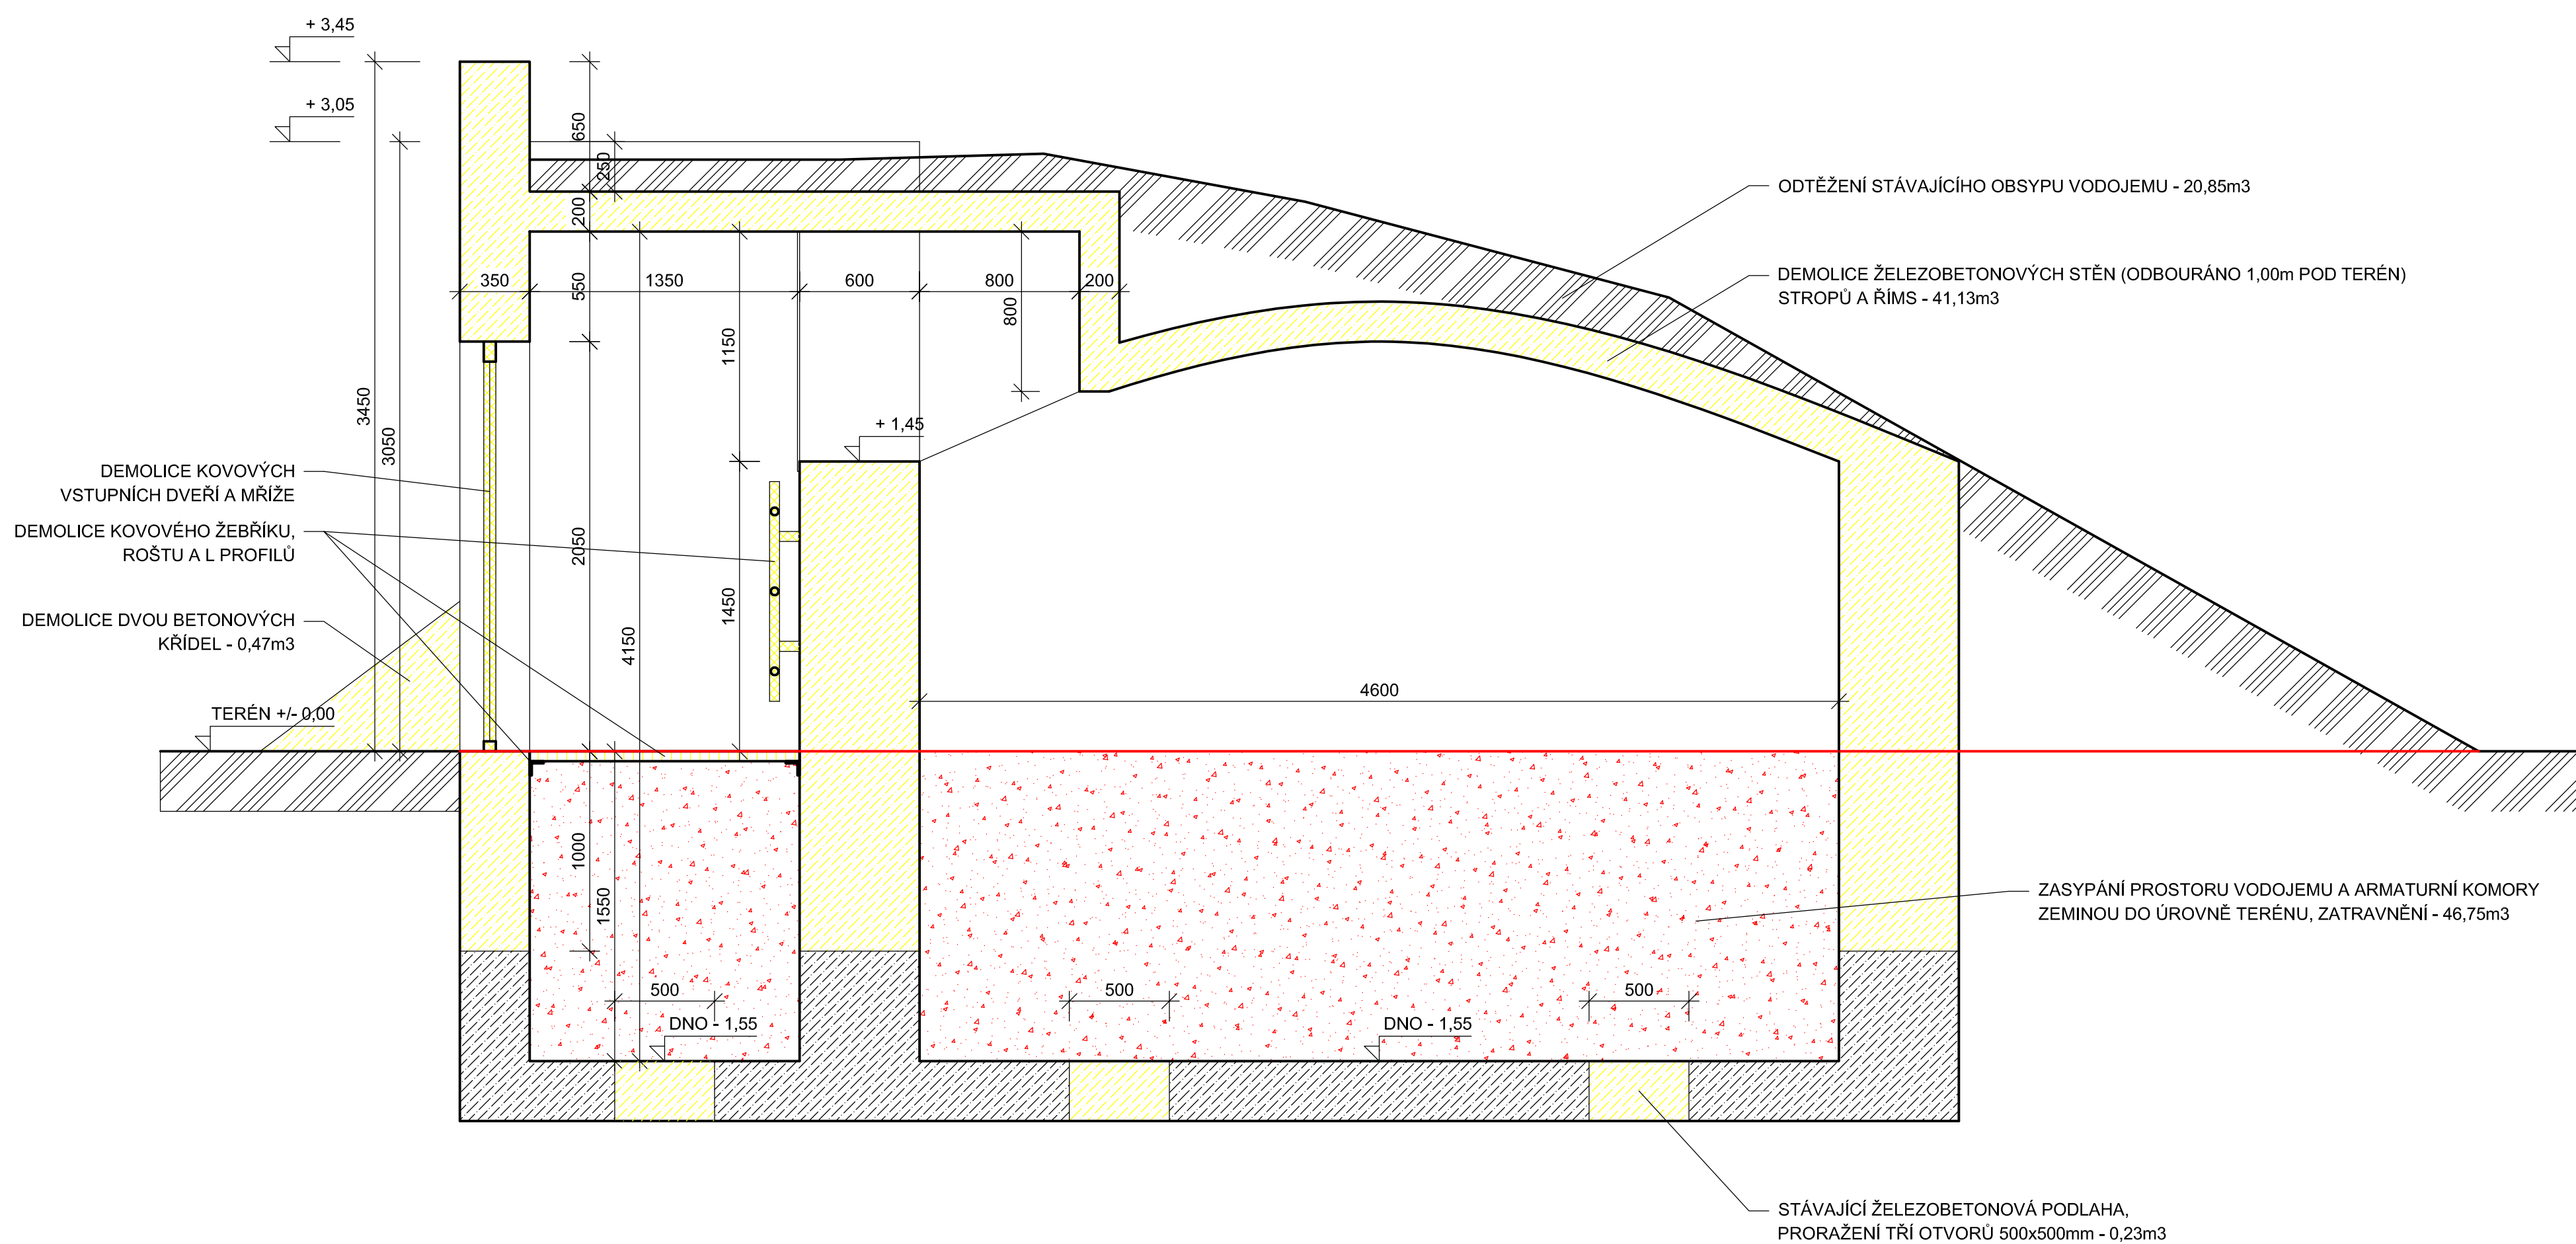 + 3,45
+ 3,05
650
250
200
550
350
1350
600
800
200
800
1150
3450
3050
+ 1,45
2050
4150
1450
4600
1000
1550
500
500
500
DNO - 1,55
DNO - 1,55
TERÉN +/- 0,00
DEMOLICE KOVOVÝCH
VSTUPNÍCH DVEŘÍ A MŘÍŽE
DEMOLICE KOVOVÉHO ŽEBŘÍKU,
ROŠTU A L PROFILŮ
DEMOLICE DVOU BETONOVÝCH
KŘÍDEL - 0,47m3
ODTĚŽENÍ STÁVAJÍCÍHO OBSYPU VODOJEMU - 20,85m3
DEMOLICE ŽELEZOBETONOVÝCH STĚN (ODBOURÁNO 1,00m POD TERÉN)
STROPŮ A ŘÍMS - 41,13m3
ZASYPÁNÍ PROSTORU VODOJEMU A ARMATURNÍ KOMORY
ZEMINOU DO ÚROVNĚ TERÉNU, ZATRAVNĚNÍ - 46,75m3
STÁVAJÍCÍ ŽELEZOBETONOVÁ PODLAHA,
PRORAŽENÍ TŘÍ OTVORŮ 500x500mm - 0,23m3